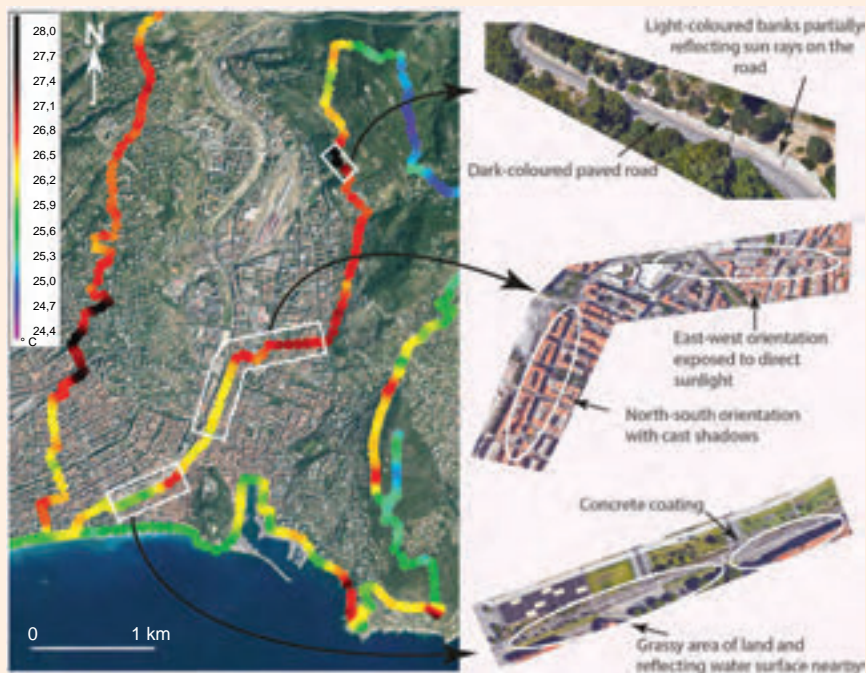 28,0
27,7
27,4
27,1
26,8
26,5
26,2
25,9
25,6
25,3
25,0
24,7
24,4
° C
N
0 1 km
Light-coloured banks partially
reflecting sun rays on the
road
Dark-coloured paved road
East-west orientation
exposed to direct
sunlight
North-south orientation
with cast shadows
Concrete coating
Grassy area of land and
reflecting water surface nearby